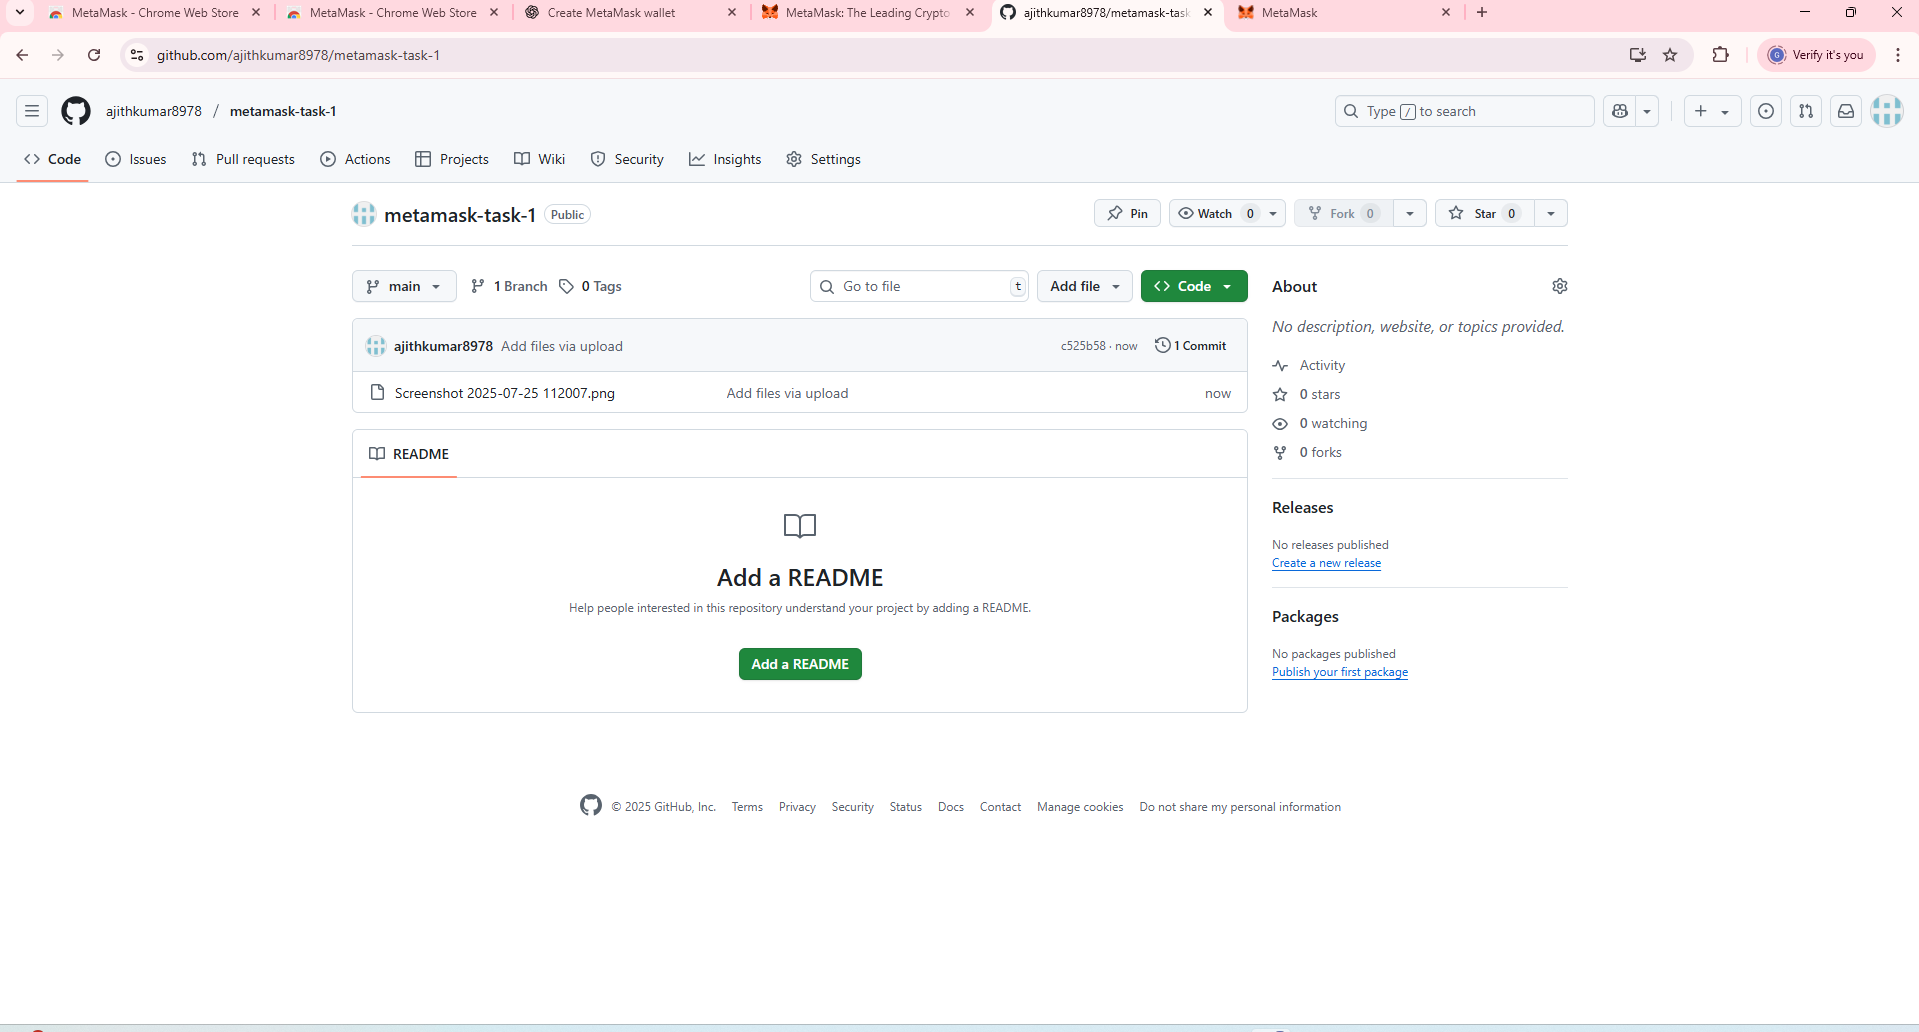 MetaMask - Chrome Web Store
MetaMask - Chrome Web Store
Create MetaMask wallet
MetaMask: The Leading Crypto
ajithkumar8978/metamask-task
MetaMask
github.com/ajithkumar8978/metamask-task-1
G
Verify it's you
ajithkumar8978 / metamask-task-1
Type / to search
Code
Issues
Pull requests
Actions
Projects
Wiki
Security
Insights
Settings
metamask-task-1 Public
Pin
Watch 0
Fork 0
Star 0
main
1 Branch
0 Tags
Go to file t
Add file
Code
About
No description, website, or topics provided.
ajithkumar8978 Add files via upload c525b58 · now 1 Commit
Screenshot 2025-07-25 112007.png Add files via upload now
Activity
0 stars
0 watching
0 forks
README
Add a README
Help people interested in this repository understand your project by adding a README.
Add a README
Releases
No releases published
Create a new release
Packages
No packages published
Publish your first package
© 2025 GitHub, Inc. Terms Privacy Security Status Docs Contact Manage cookies Do not share my personal information